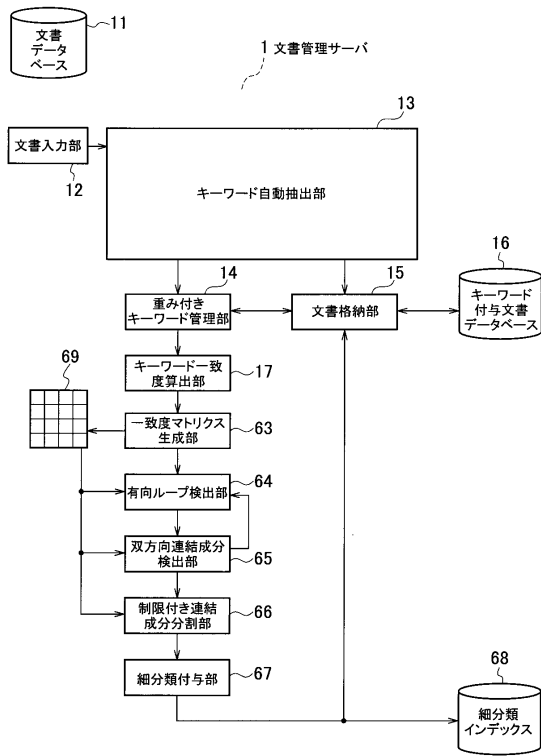 11
文書
データ
ベース
1 文書管理サーバ
13
文書入力部
12
キーワード自動抽出部
14
重み付き
キーワード管理部
15
文書格納部
16
キーワード
付与文書
データベース
キーワード一致
度算出部
17
69
一致度マトリクス
生成部
63
64
有向ループ検出部
双方向連結成分
検出部
65
制限付き連結
成分分割部
66
細分類付与部
67
68
細分類
インデックス